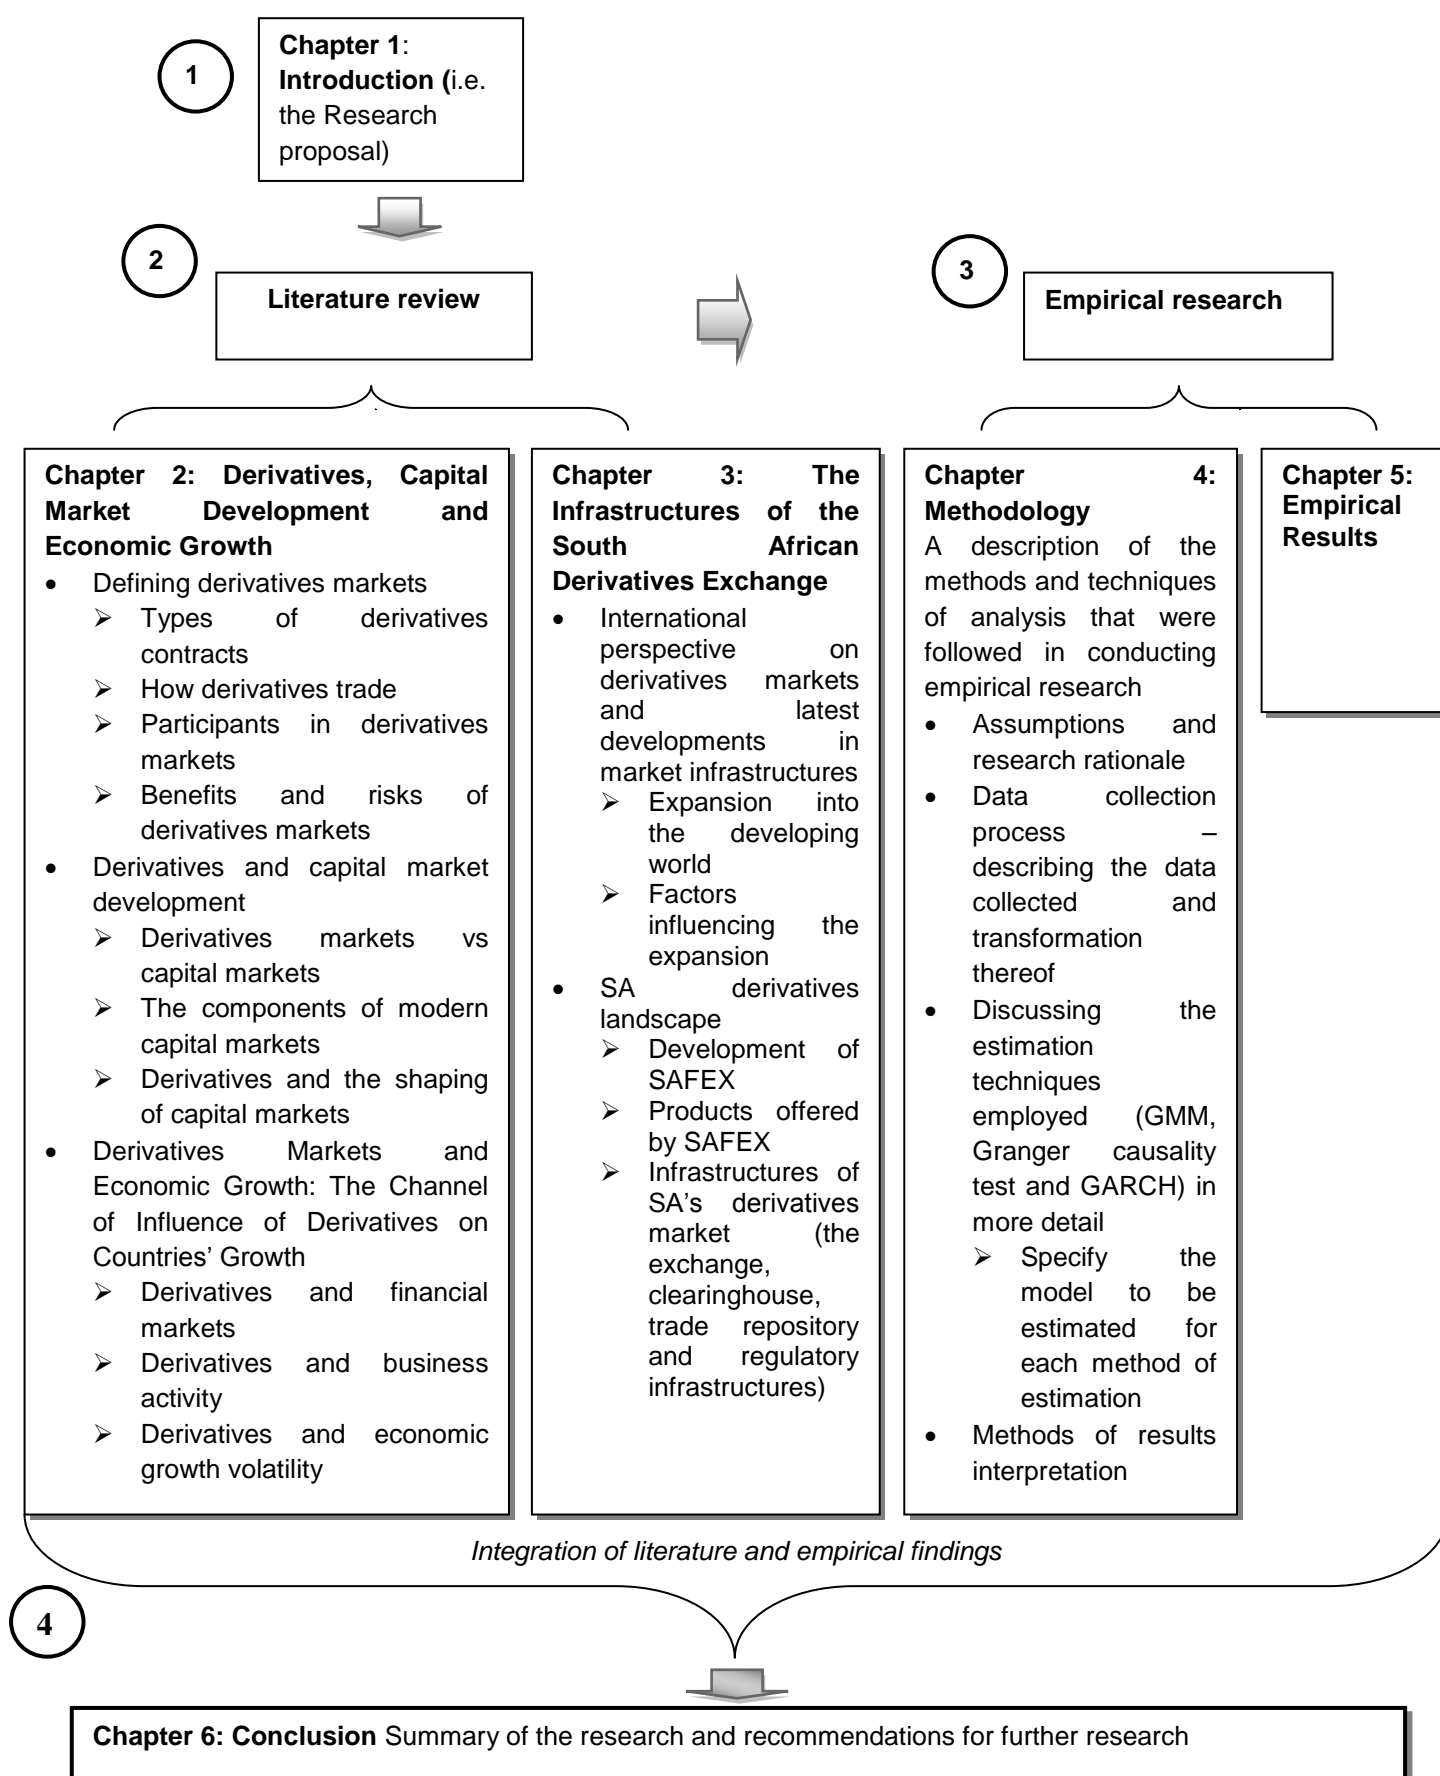 1
Chapter 1:
Introduction (i.e.
the Research
proposal)
2
Literature review
3
Empirical research
Chapter 2: Derivatives, Capital
Market Development and
Economic Growth
• Defining derivatives markets
➢ Types of derivatives
contracts
➢ How derivatives trade
➢ Participants in derivatives
markets
➢ Benefits and risks of
derivatives markets
• Derivatives and capital market
development
➢ Derivatives markets vs
capital markets
➢ The components of modern
capital markets
➢ Derivatives and the shaping
of capital markets
• Derivatives Markets and
Economic Growth: The Channel
of Influence of Derivatives on
Countries' Growth
➢ Derivatives and financial
markets
➢ Derivatives and business
activity
➢ Derivatives and economic
growth volatility
Chapter 3: The
Infrastructures of the
South African
Derivatives Exchange
• International
perspective on
derivatives markets
and latest
developments in
market infrastructures
➢ Expansion into
the developing
world
➢ Factors
influencing the
expansion
• SA derivatives
landscape
➢ Development of
SAFEX
➢ Products offered
by SAFEX
➢ Infrastructures of
SA's derivatives
market (the
exchange,
clearinghouse,
trade repository
and regulatory
infrastructures)
Chapter 4:
Methodology
A description of the
methods and techniques
of analysis that were
followed in conducting
empirical research
• Assumptions and
research rationale
• Data collection
process –
describing the data
collected and
transformation
thereof
• Discussing the
estimation
techniques
employed (GMM,
Granger causality
test and GARCH) in
more detail
➢ Specify the
model to be
estimated for
each method of
estimation
• Methods of results
interpretation
Chapter 5:
Empirical
Results
Integration of literature and empirical findings
4
Chapter 6: Conclusion Summary of the research and recommendations for further research